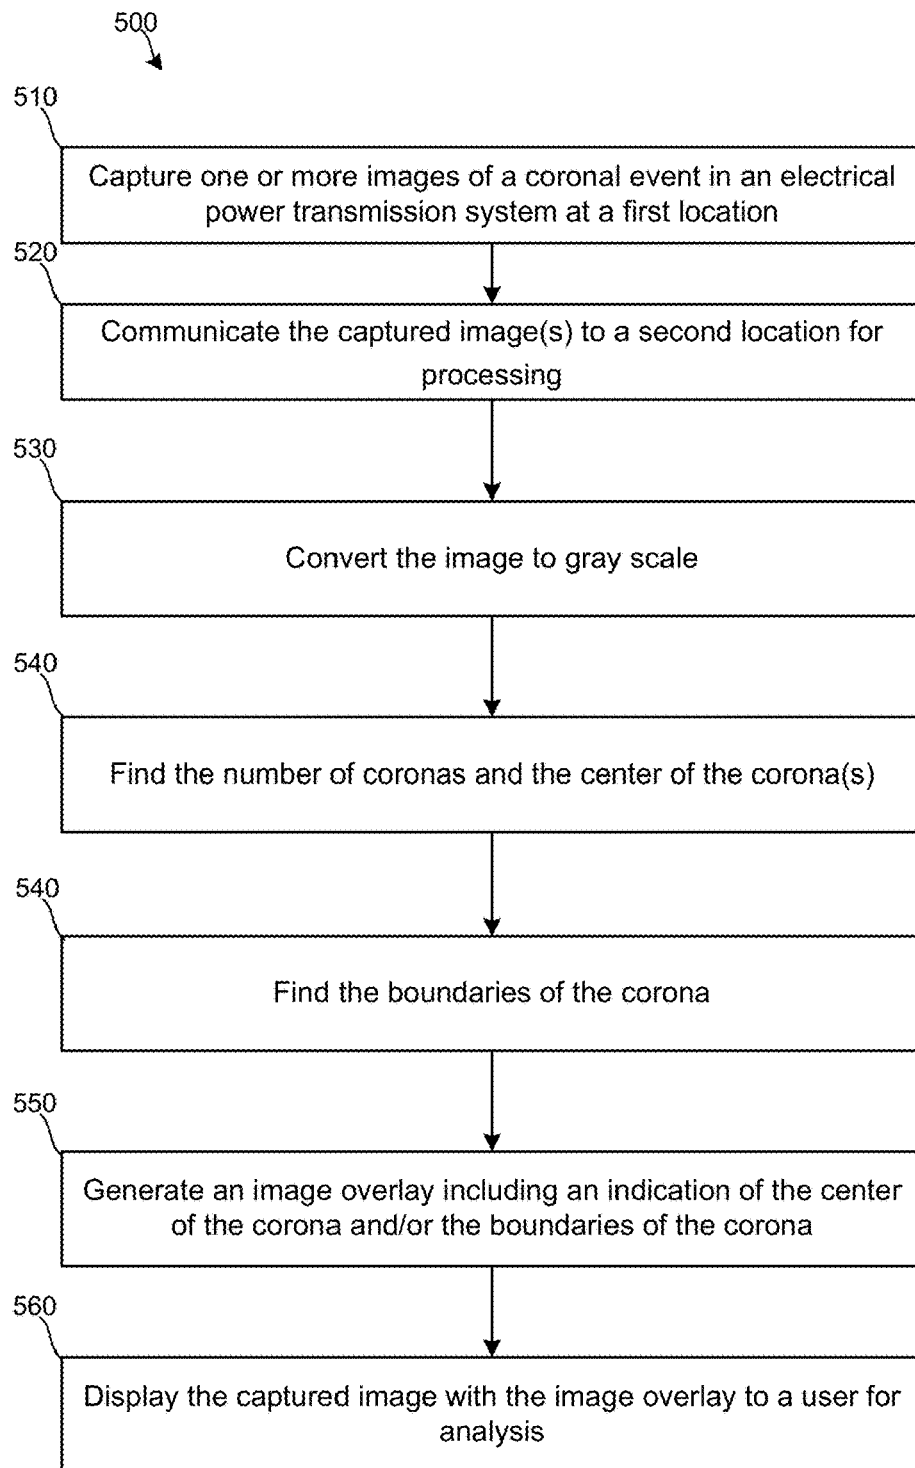 500
510
Capture one or more images of a coronal event in an electrical
power transmission system at a first location
520
Communicate the captured image(s) to a second location for
processing
530
Convert the image to gray scale
540
Find the number of coronas and the center of the corona(s)
540
Find the boundaries of the corona
550
Generate an image overlay including an indication of the center
of the corona and/or the boundaries of the corona
560
Display the captured image with the image overlay to a user for
analysis